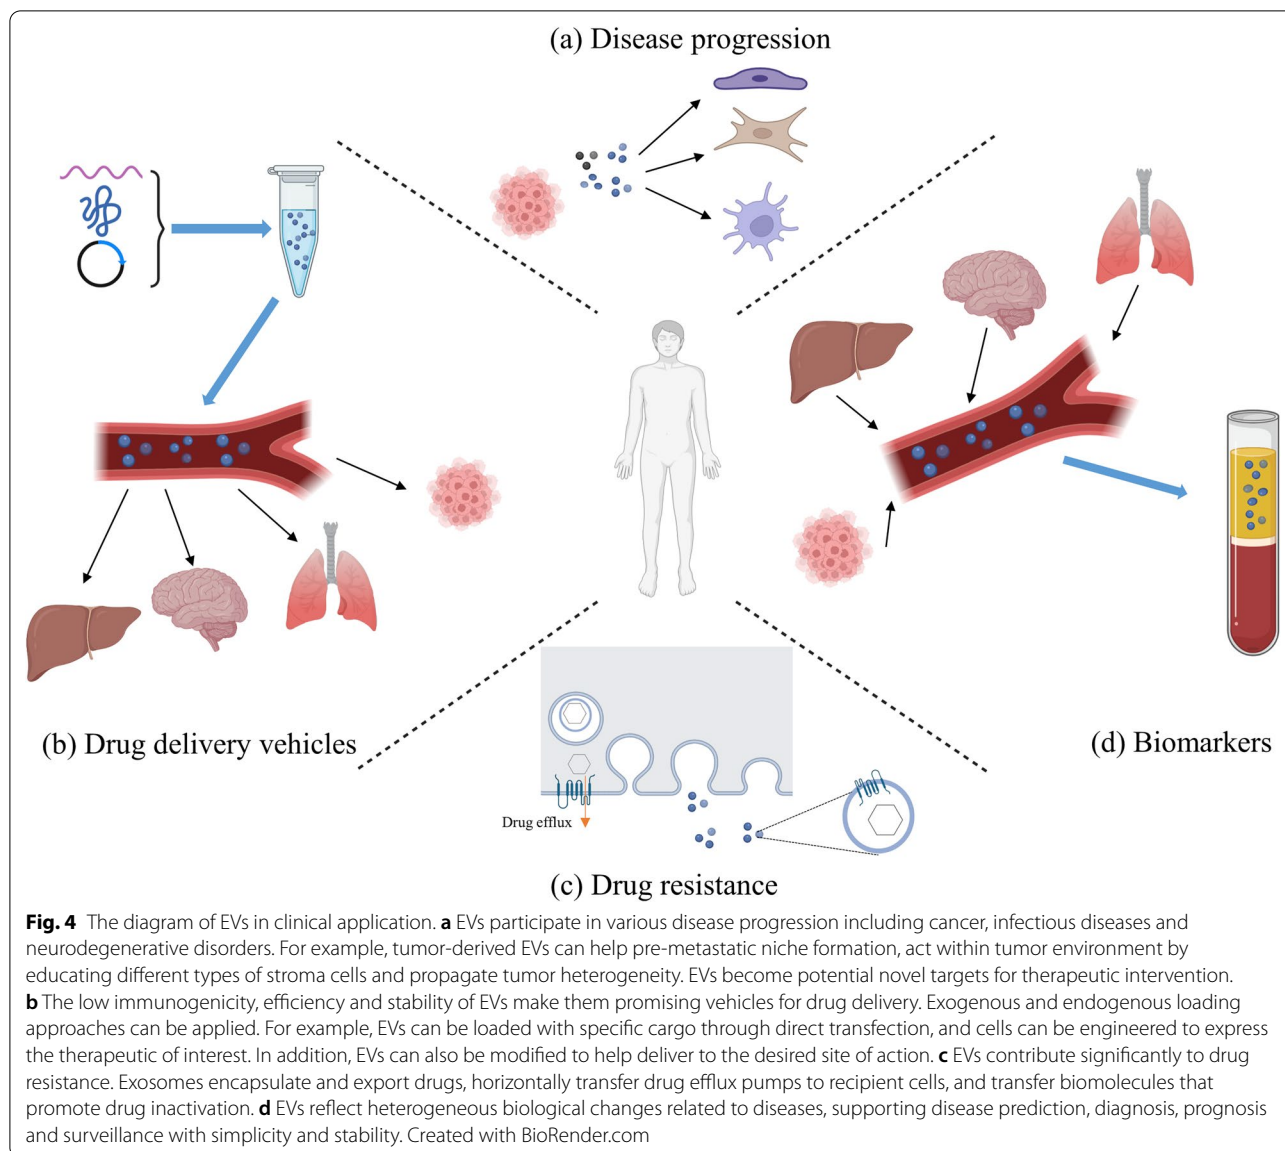 (a) Disease progression
(b) Drug delivery vehicles
(d) Biomarkers
Drug efflux
(c) Drug resistance
Fig. 4 The diagram of EVs in clinical application. a EVs participate in various disease progression including cancer, infectious diseases and
neurodegenerative disorders. For example, tumor-derived EVs can help pre-metastatic niche formation, act within tumor environment by
educating different types of stroma cells and propagate tumor heterogeneity. EVs become potential novel targets for therapeutic intervention.
b The low immunogenicity, efficiency and stability of EVs make them promising vehicles for drug delivery. Exogenous and endogenous loading
approaches can be applied. For example, EVs can be loaded with specific cargo through direct transfection, and cells can be engineered to express
the therapeutic of interest. In addition, EVs can also be modified to help deliver to the desired site of action. c EVs contribute significantly to drug
resistance. Exosomes encapsulate and export drugs, horizontally transfer drug efflux pumps to recipient cells, and transfer biomolecules that
promote drug inactivation. d EVs reflect heterogeneous biological changes related to diseases, supporting disease prediction, diagnosis, prognosis
and surveillance with simplicity and stability. Created with BioRender.com